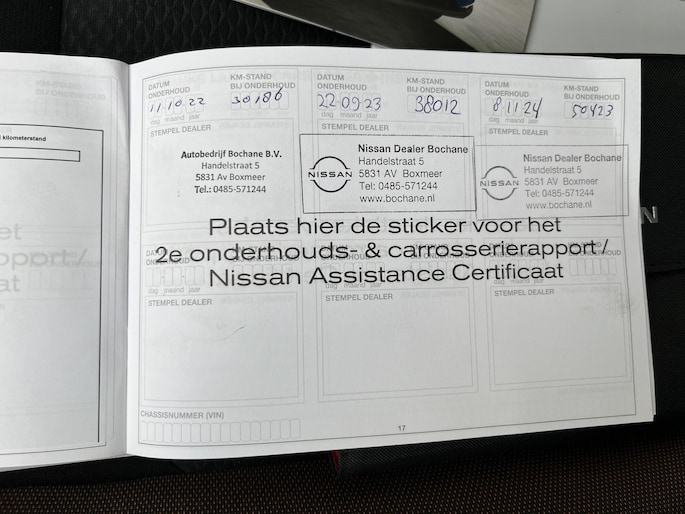 kilometerstand
DATUM ONDERHOUD
KM-STAND BIJ ONDERHOUD
11.10.22
30186
dag maand jaar
STEMPEL DEALER
Autobedrijf Bochane B.V.
Handelstraat 5
5831 Av Boxmeer
Tel.: 0485-571244
DATUM ONDERHOUD
KM-STAND BIJ ONDERHOUD
22-09-23
38012
dag maand jaar
STEMPEL DEALER
NISSAN
Nissan Dealer Bochane
Handelstraat 5
5831 AV Boxmeer
Tel: 0485-571244
www.bochane.nl
DATUM ONDERHOUD
KM-STAND BIJ ONDERHOUD
8.11.24
50423
dag maand jaar
STEMPEL DEALER
NISSAN
Nissan Dealer Bochane
Handelstraat 5
5831 AV Boxmeer
Tel: 0485-571244
www.bochane.nl
Plaats hier de sticker voor het
2e onderhouds- & carrosserierapport /
Nissan Assistance Certificaat
dag maand jaar
dag maand jaar
dag maand jaar
STEMPEL DEALER
STEMPEL DEALER
STEMPEL DEALER
CHASSISNUMMER (VIN)
17